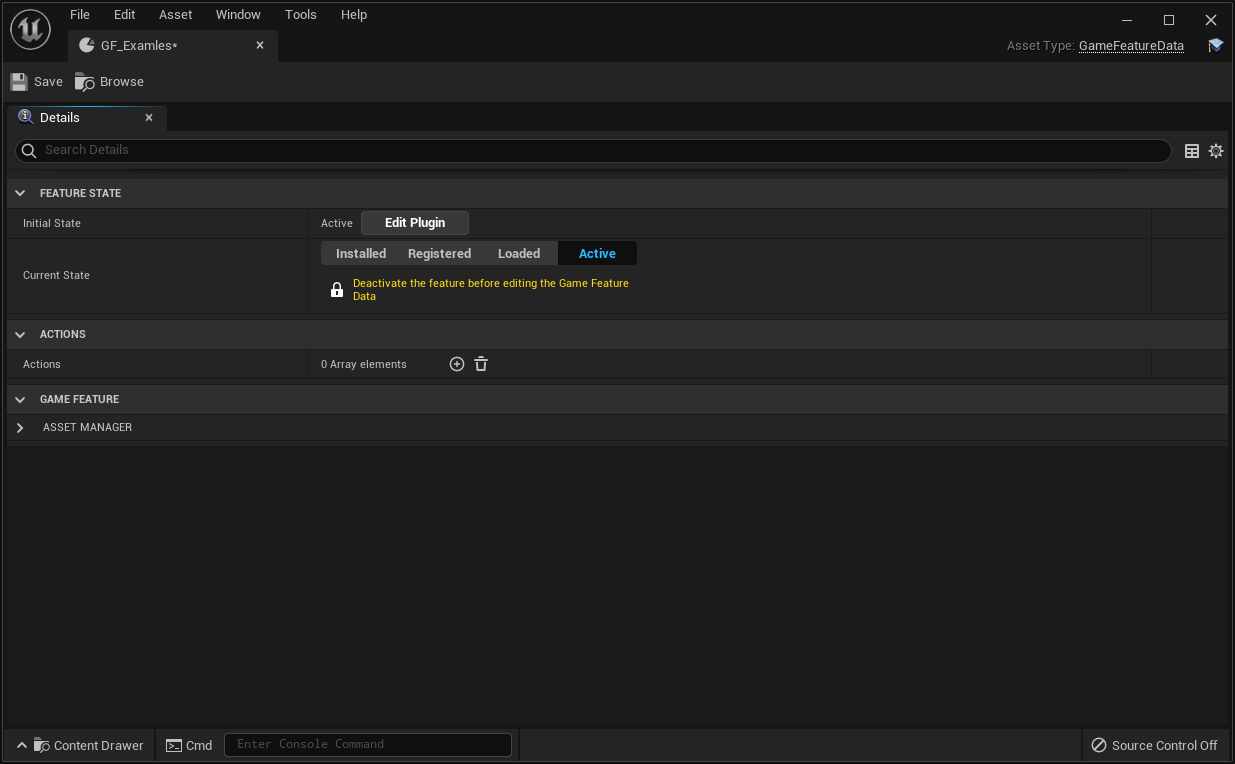 File Edit Asset Window Tools Help
GF_Examles*
Asset Type: GameFeatureData
Save Browse
Details
Search Details
FEATURE STATE
Initial State Active Edit Plugin
Installed Registered Loaded Active
Current State
Deactivate the feature before editing the Game Feature
Data
ACTIONS
Actions 0 Array elements
GAME FEATURE
ASSET MANAGER
Content Drawer Cmd Enter Console Command Source Control Off